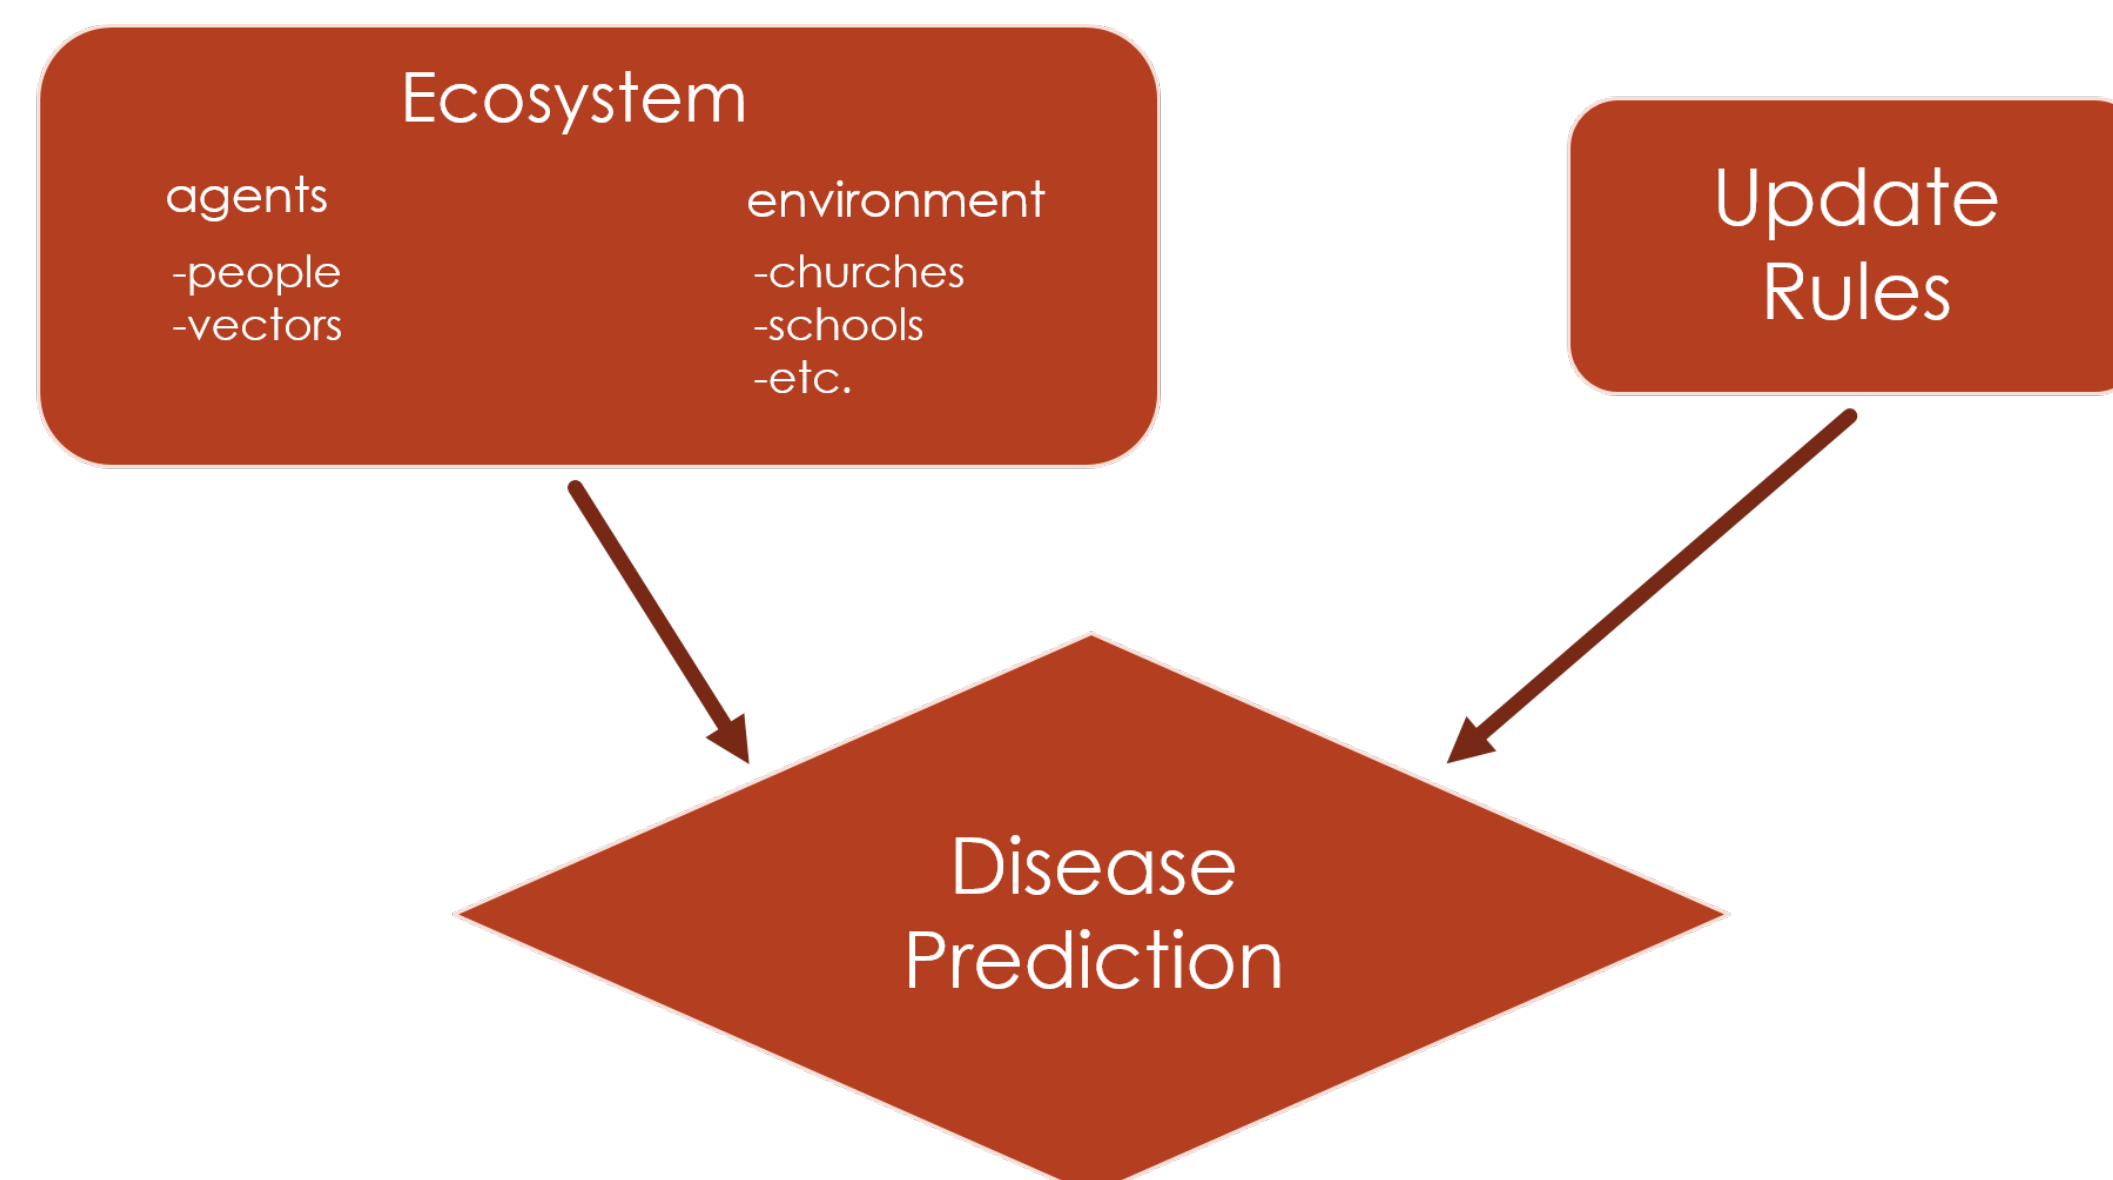 Ecosystem
agents
-people
-vectors
environment
-churches
-schools
-etc.
Update
Rules
Disease
Prediction